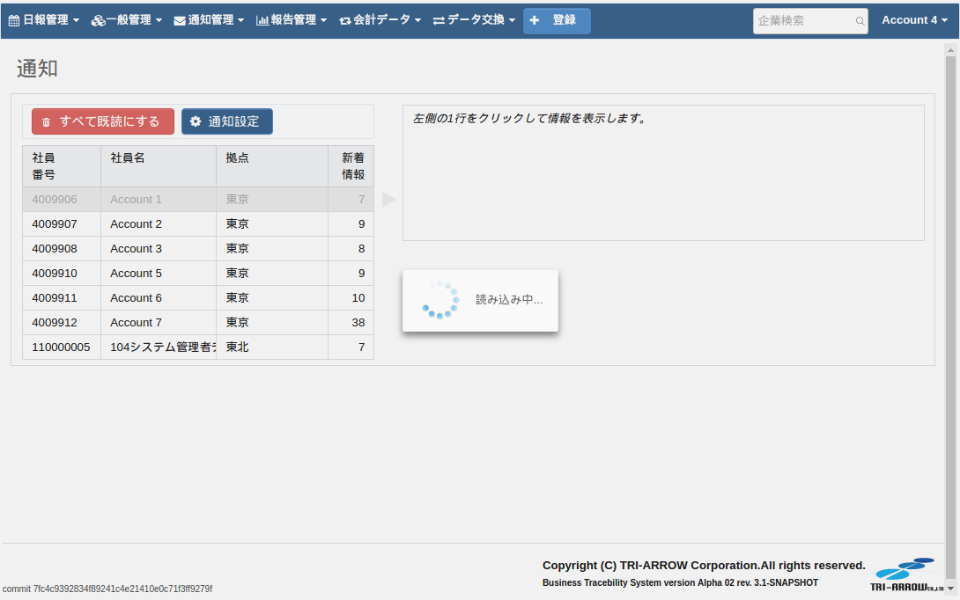 日報管理 一般管理 通知管理 報告管理 会計データ データ交換 登録 企業検索 Account 4
通知
すべて既読にする 通知設定
左側の1行をクリックして情報を表示します。
社員番号 社員名 拠点 新着情報
4009906 Account 1 東京 7
4009907 Account 2 東京 9
4009908 Account 3 東京 8
4009910 Account 5 東京 9
4009911 Account 6 東京 10
4009912 Account 7 東京 38
110000005 104システム管理者 東北 7
読み込み中...
Copyright (C) TRI-ARROW Corporation.All rights reserved.
Business Tracebility System version Alpha 02 rev. 3.1-SNAPSHOT
TRI-ARROW CO.,LTD
commit 7fc4c9392834f89241c4e21410e0c71f3ff9279f